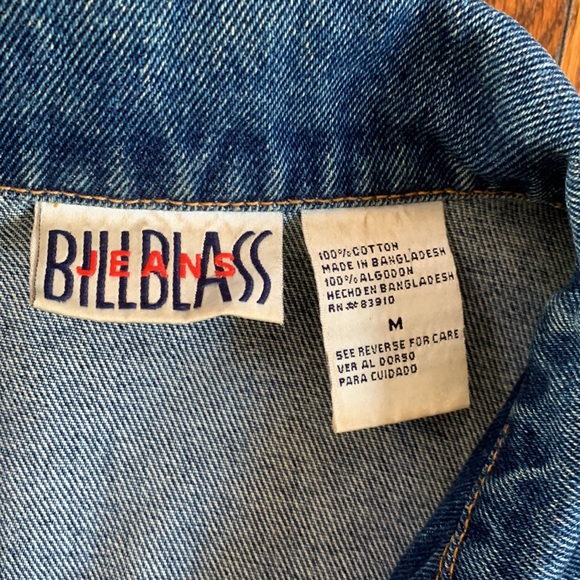 BILLBLASS
JEANS
100% COTTON
MADE IN BANGLADESH
100% ALGODON
HECHO EN BANGLADESH
RN# 83910
M
SEE REVERSE FOR CARE
VER AL DORSO
PARA CUIDADO